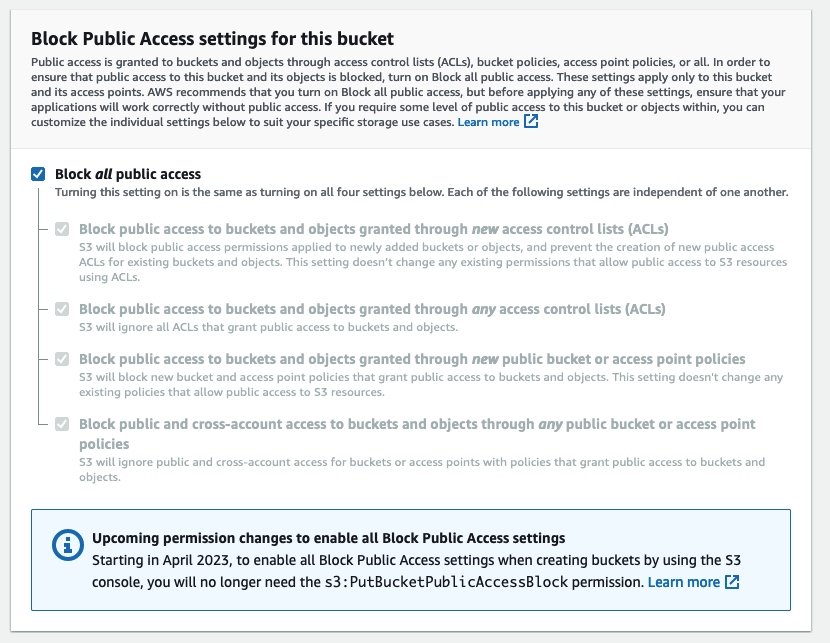 Block Public Access settings for this bucket
Public access is granted to buckets and objects through access control lists (ACLs), bucket policies, access point policies, or all. In order to
ensure that public access to this bucket and its objects is blocked, turn on Block all public access. These settings apply only to this bucket
and its access points. AWS recommends that you turn on Block all public access, but before applying any of these settings, ensure that your
applications will work correctly without public access. If you require some level of public access to this bucket or objects within, you can
customize the individual settings below to suit your specific storage use cases. Learn more
Block all public access
Turning this setting on is the same as turning on all four settings below. Each of the following settings are independent of one another.
Block public access to buckets and objects granted through new access control lists (ACLs)
S3 will block public access permissions applied to newly added buckets or objects, and prevent the creation of new public access
ACLs for existing buckets and objects. This setting doesn't change any existing permissions that allow public access to S3 resources
using ACLs.
Block public access to buckets and objects granted through any access control lists (ACLs)
S3 will ignore all ACLs that grant public access to buckets and objects.
Block public access to buckets and objects granted through new public bucket or access point policies
S3 will block new bucket and access point policies that grant public access to buckets and objects. This setting doesn't change any
existing policies that allow public access to S3 resources.
Block public and cross-account access to buckets and objects through any public bucket or access point
policies
S3 will ignore public and cross-account access for buckets or access points with policies that grant public access to buckets and
objects.
Upcoming permission changes to enable all Block Public Access settings
Starting in April 2023, to enable all Block Public Access settings when creating buckets by using the S3
console, you will no longer need the s3:PutBucketPublicAccessBlock permission. Learn more